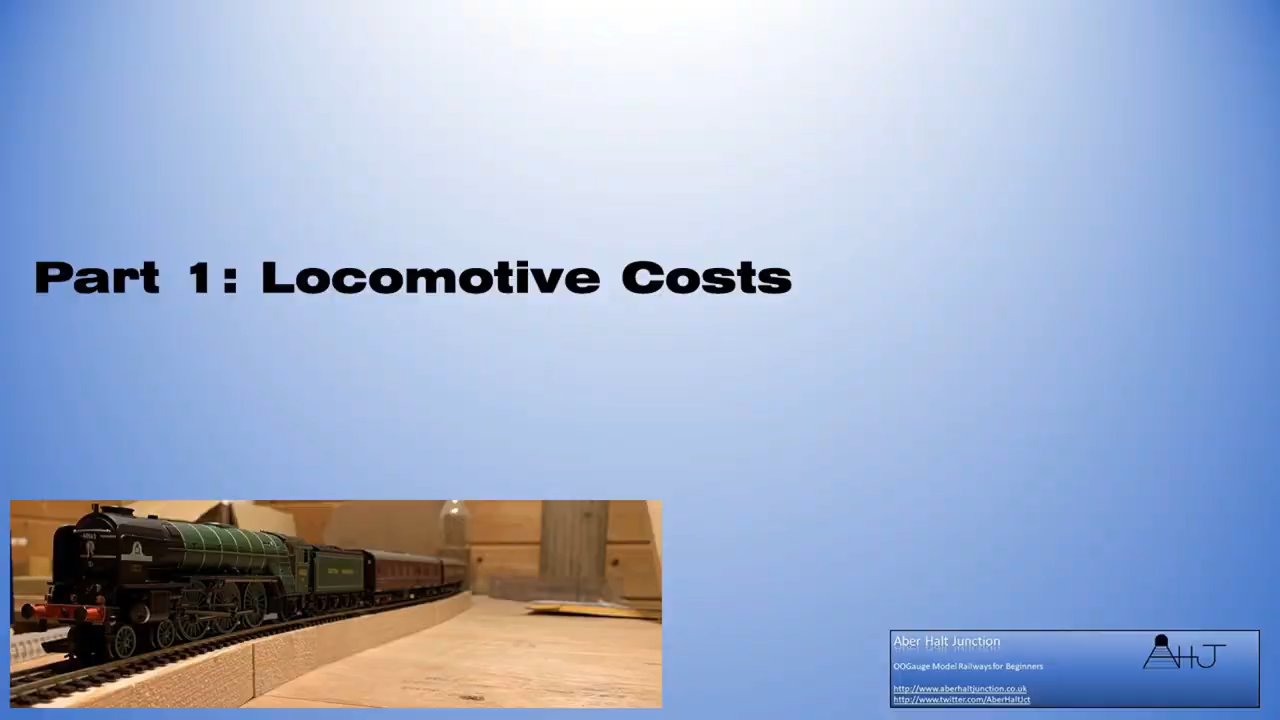 Part 1: Locomotive Costs
Aber Halt Junction
AHJ
OOGauge Model Railways for Beginners
http://www.aberhaltjunction.co.uk
http://www.twitter.com/AberHaltJct